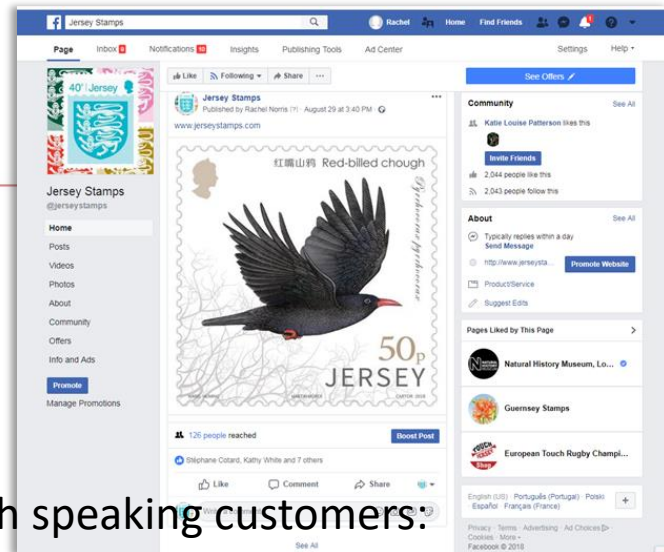 Jersey Stamps
Rachel
Home
Find Friends
Page
Inbox
Notifications
Insights
Publishing Tools
Ad Center
Settings
Help
40' Jersey
Jersey Stamps
@jerseystamps
Home
Posts
Videos
Photos
About
Community
Offers
Info and Ads
Promote
Manage Promotions
Like
Following
Share
See Offers
Jersey Stamps
Published by Rachel Norris [?] · August 29 at 3:40 PM ·
www.jerseystamps.com
红嘴山鸦 Red-billed chough
50p
JERSEY
126 people reached
Boost Post
Stéphane Cotard, Kathy White and 7 others
Like
Comment
Share
See All
Community
See All
Katie Louise Patterson likes this
Invite Friends
2,044 people like this
2,043 people follow this
About
See All
Typically replies within a day
Send Message
http://www.jerseysta...
Promote Website
Product/Service
Suggest Edits
Pages Liked by This Page
Natural History Museum, Lo...
Guernsey Stamps
European Touch Rugby Champi...
English (US) · Português (Portugal) · Polski
· Español · Français (France)
Privacy · Terms · Advertising · Ad Choices
Cookies · More
Facebook © 2018
h speaking customers: